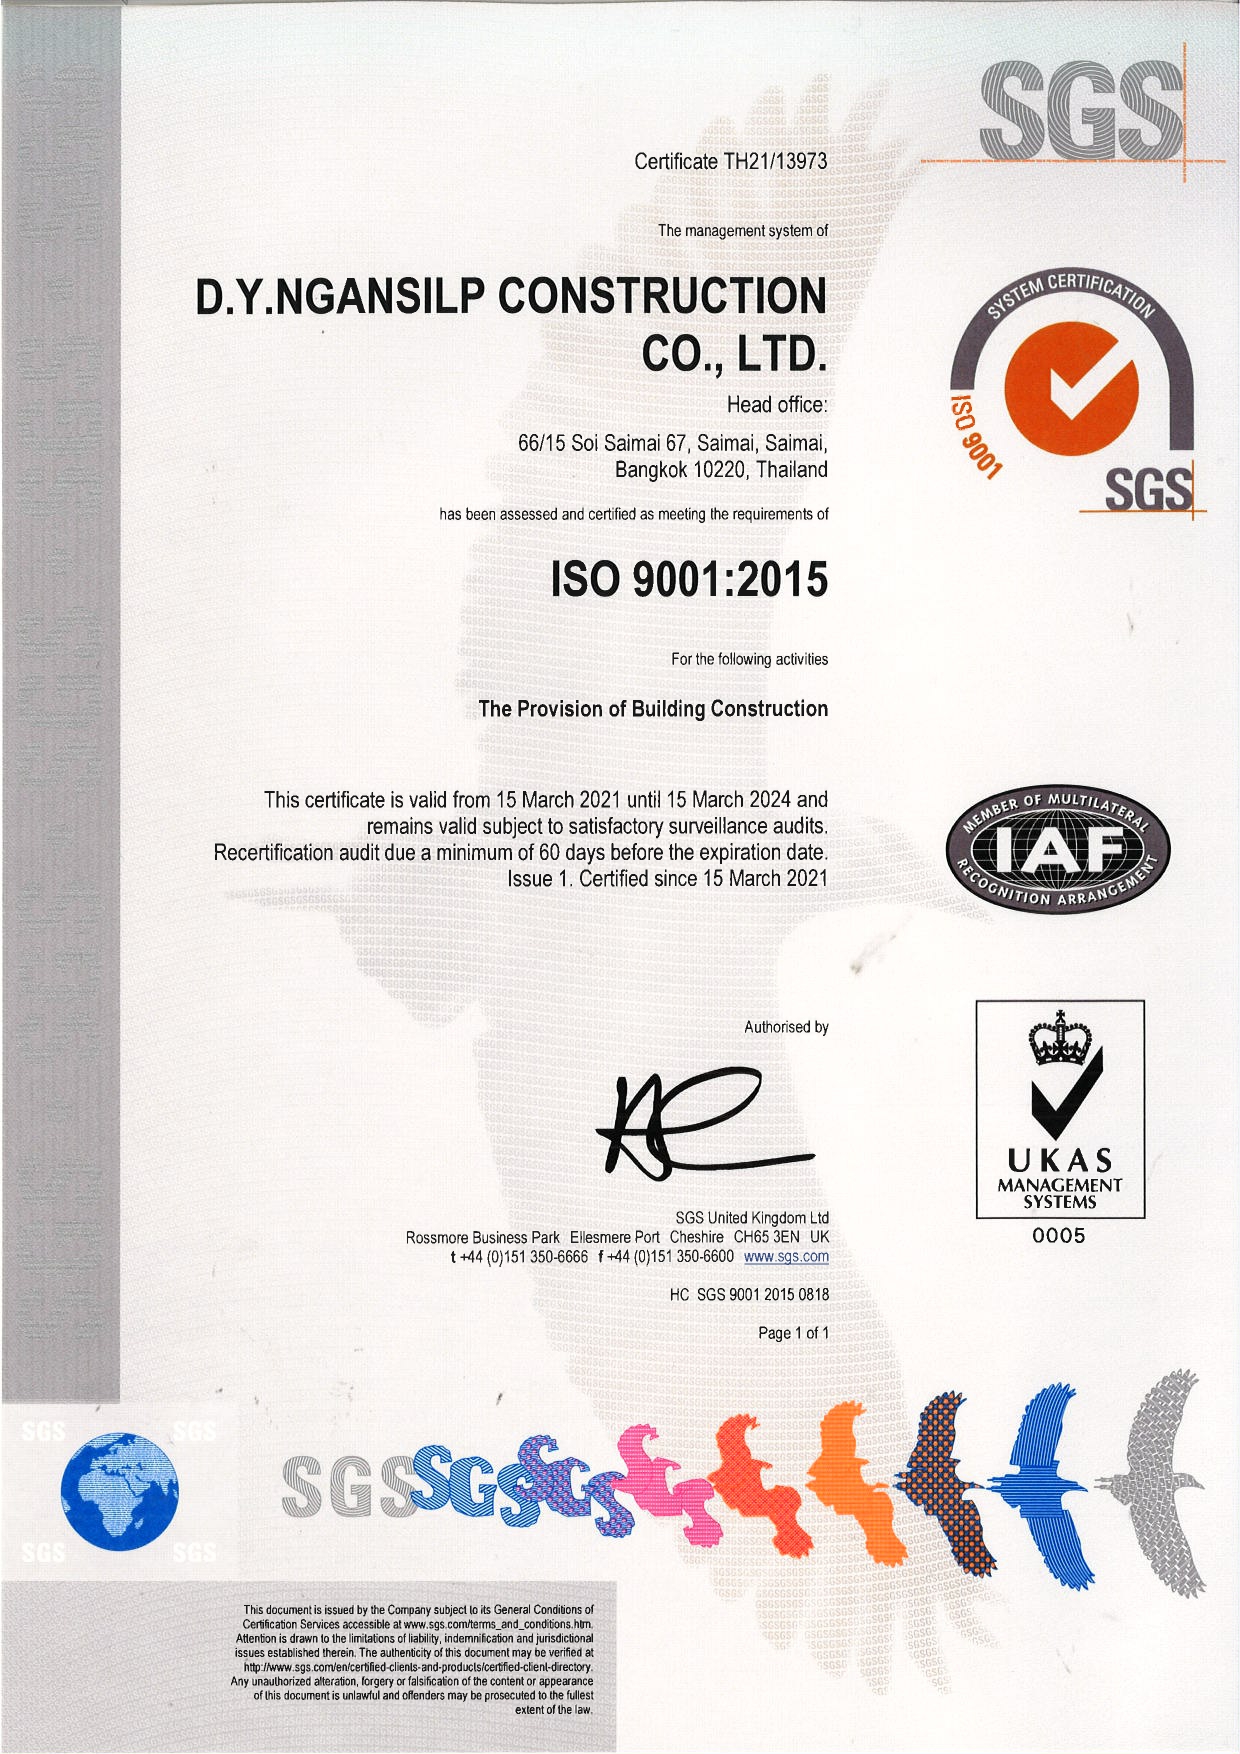 SGS
Certificate TH21/13973
The management system of
D.Y.NGANSILP CONSTRUCTION
CO., LTD.
Head office:
66/15 Soi Saimai 67, Saimai, Saimai,
Bangkok 10220, Thailand
has been assessed and certified as meeting the requirements of
ISO 9001:2015
For the following activities
The Provision of Building Construction
This certificate is valid from 15 March 2021 until 15 March 2024 and
remains valid subject to satisfactory surveillance audits.
Recertification audit due a minimum of 60 days before the expiration date.
Issue 1. Certified since 15 March 2021
Authorised by
SGS United Kingdom Ltd
Rossmore Business Park Ellesmere Port Cheshire CH65 3EN UK
t +44 (0)151 350-6666 f +44 (0)151 350-6600 www.sgs.com
HC SGS 9001 2015 0818
Page 1 of 1
SYSTEM CERTIFICATION
ISO 9001
SGS
MEMBER OF MULTILATERAL
IAF
RECOGNITION ARRANGEMENT
UKAS
MANAGEMENT
SYSTEMS
0005
SGS SGS
SGS SGS
SGS SGS SGS
This document is issued by the Company subject to its General Conditions of
Certification Services accessible at www.sgs.com/terms_and_conditions.htm.
Attention is drawn to the limitations of liability, indemnification and jurisdictional
issues established therein. The authenticity of this document may be verified at
http://www.sgs.com/en/certified-clients-and-products/certified-client-directory.
Any unauthorized alteration, forgery or falsification of the content or appearance
of this document is unlawful and offenders may be prosecuted to the fullest
extent of the law.